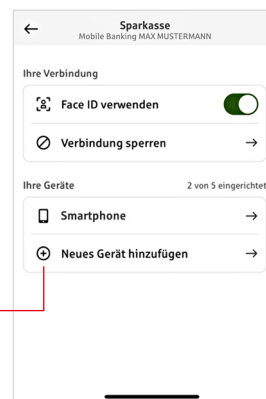 Sparkasse
Mobile Banking MAX MUSTERMANN
Ihre Verbindung
Face ID verwenden
Verbindung sperren
Ihre Geräte 2 von 5 eingerichtet
Smartphone
Neues Gerät hinzufügen